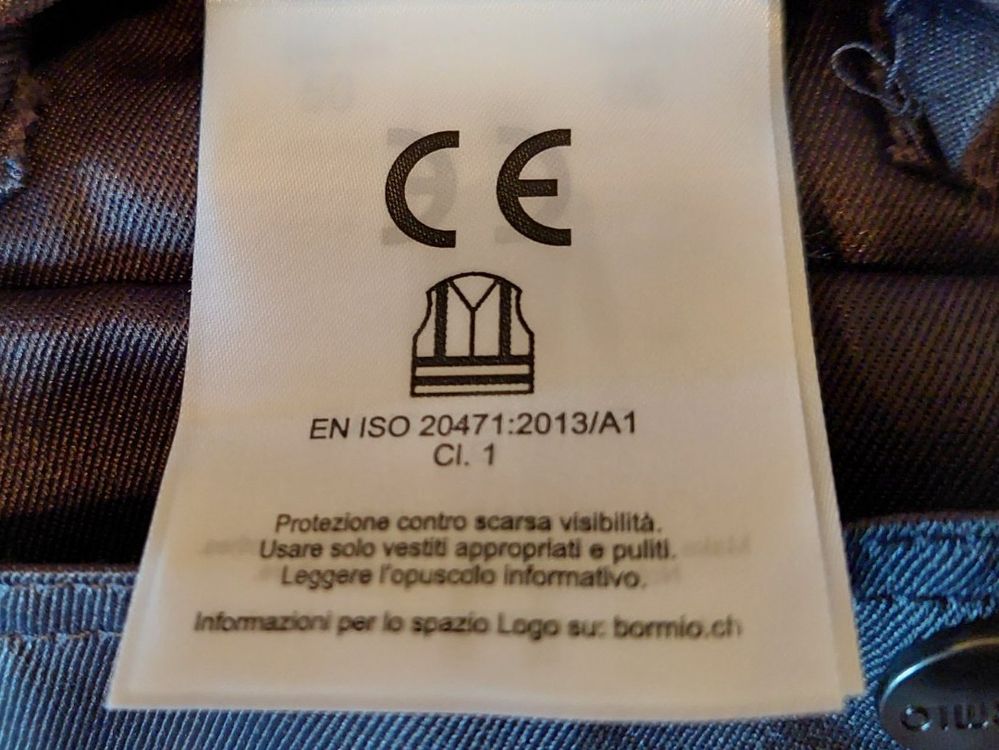 CE
EN ISO 20471:2013/A1
Cl. 1
Protezione contro scarsa visibilità.
Usare solo vestiti appropriati e puliti.
Leggere l'opuscolo informativo.
Informazioni per lo spazio Logo su: bormio.ch